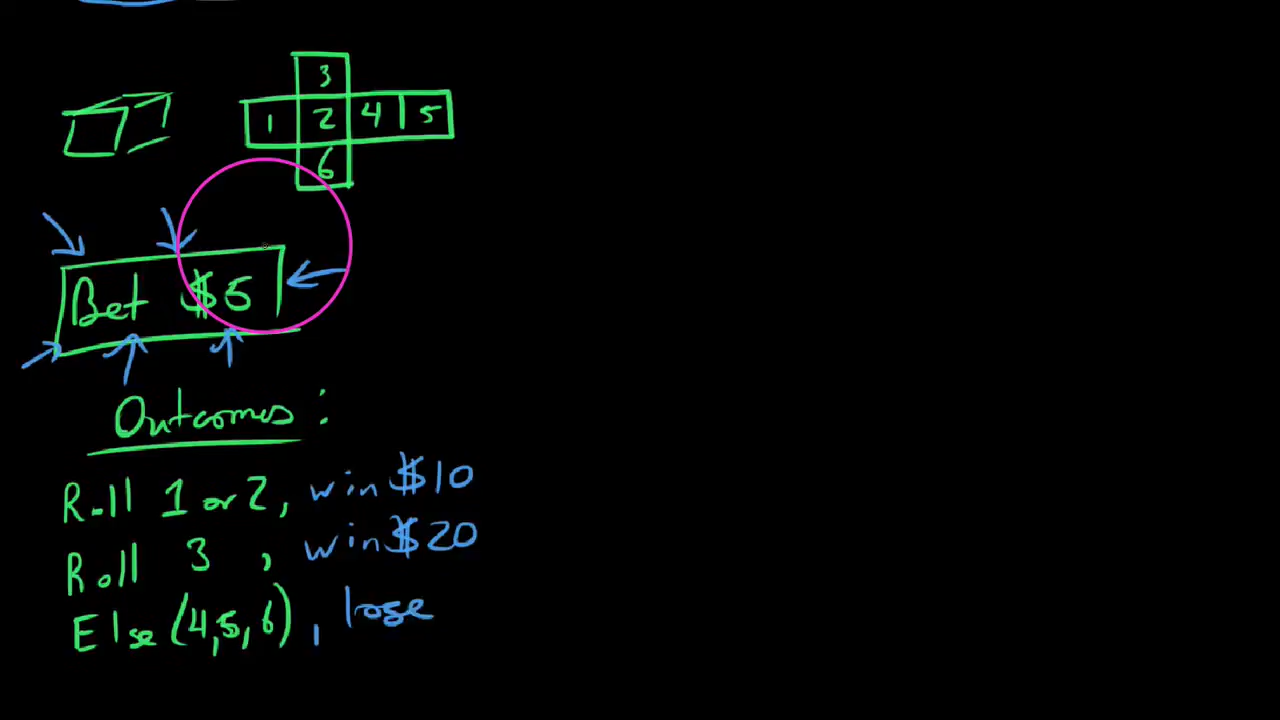 3
1 2 4 5
6
Bet $5
Outcomes:
Roll 1 or 2, win $10
Roll 3, win $20
Else (4,5,6), lose